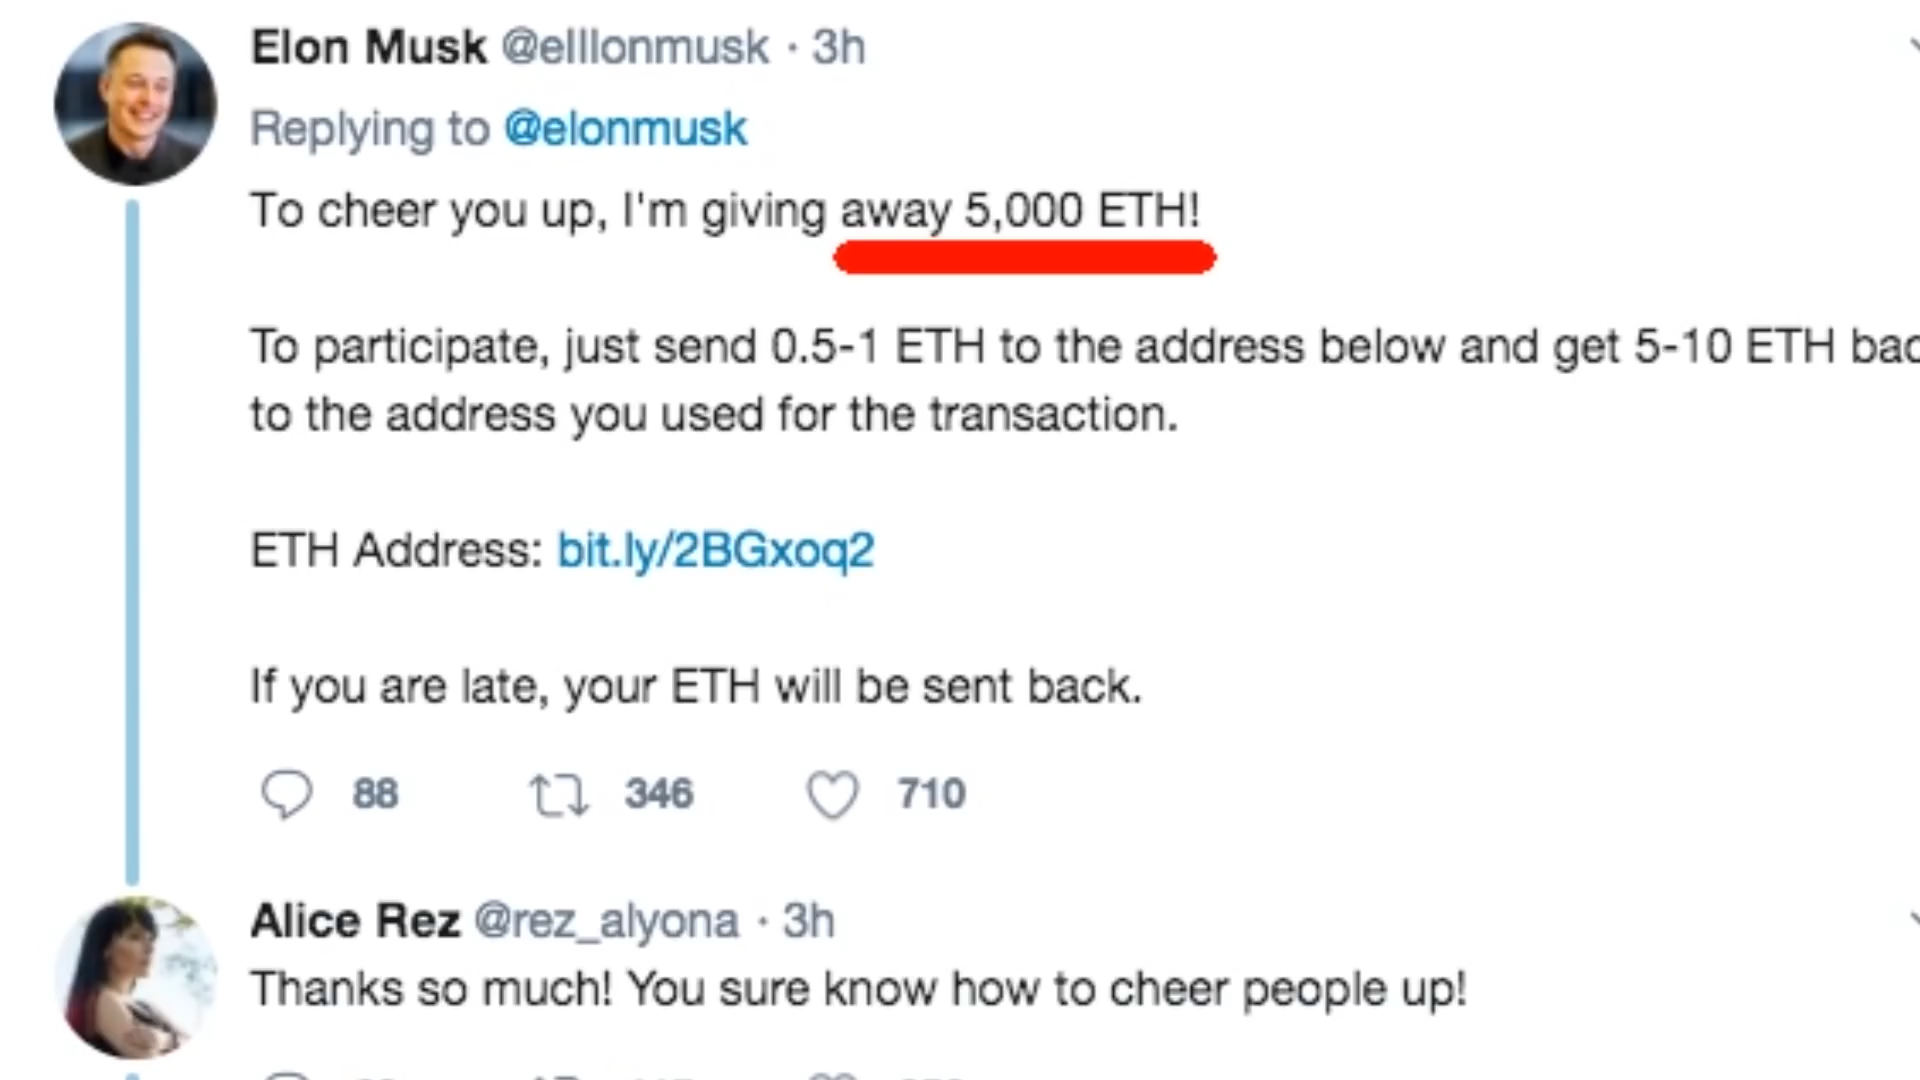 Elon Musk @elllonmusk · 3h
Replying to @elonmusk
To cheer you up, I'm giving away 5,000 ETH!
To participate, just send 0.5-1 ETH to the address below and get 5-10 ETH bac
to the address you used for the transaction.
ETH Address: bit.ly/2BGxoq2
If you are late, your ETH will be sent back.
88 346 710
Alice Rez @rez_alyona · 3h
Thanks so much! You sure know how to cheer people up!